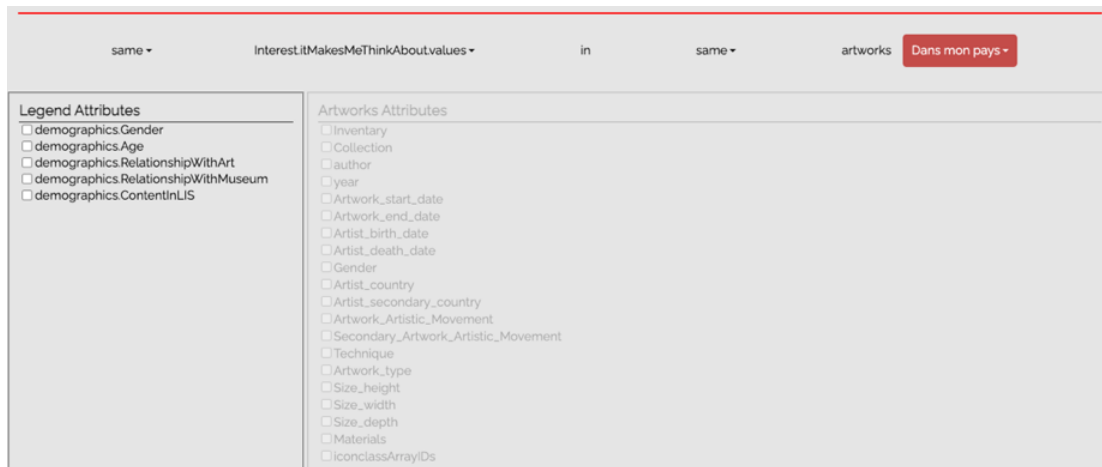 same Interest.itMakesMeThinkAbout.values in same artworks Dans mon pays
Legend Attributes
demographics.Gender
demographics.Age
demographics.RelationshipWithArt
demographics.RelationshipWithMuseum
demographics.ContentInLIS
Artworks Attributes
Inventary
Collection
author
year
Artwork_start_date
Artwork_end_date
Artist_birth_date
Artist_death_date
Gender
Artist_country
Artist_secondary_country
Artwork_Artistic_Movement
Secondary_Artwork_Artistic_Movement
Technique
Artwork_type
Size_height
Size_width
Size_depth
Materials
iconclassArrayIDs